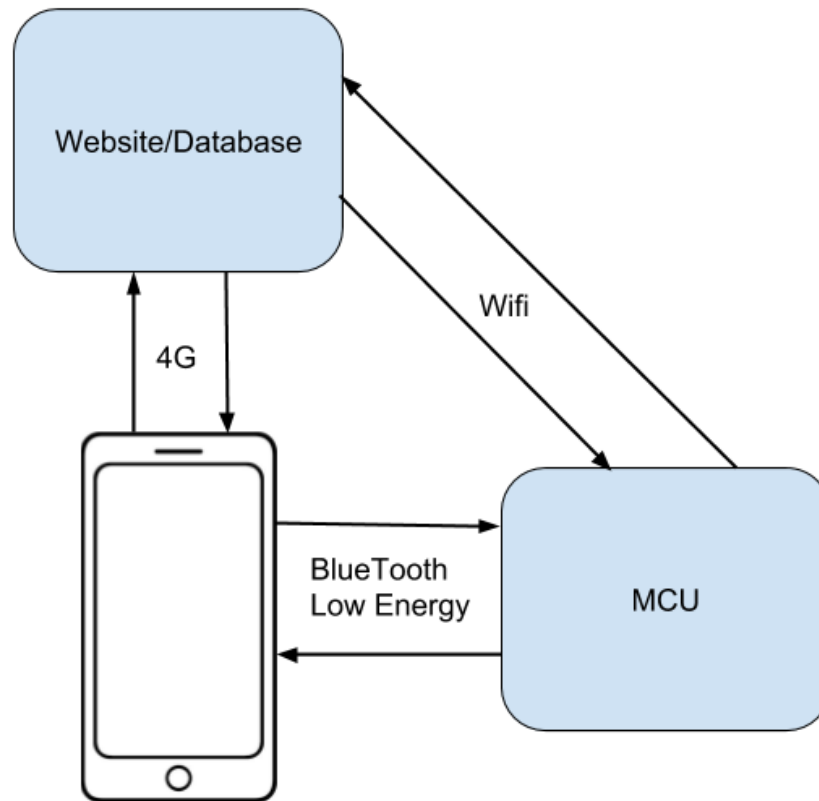 Website/Database
Wifi
4G
BlueTooth
Low Energy
MCU